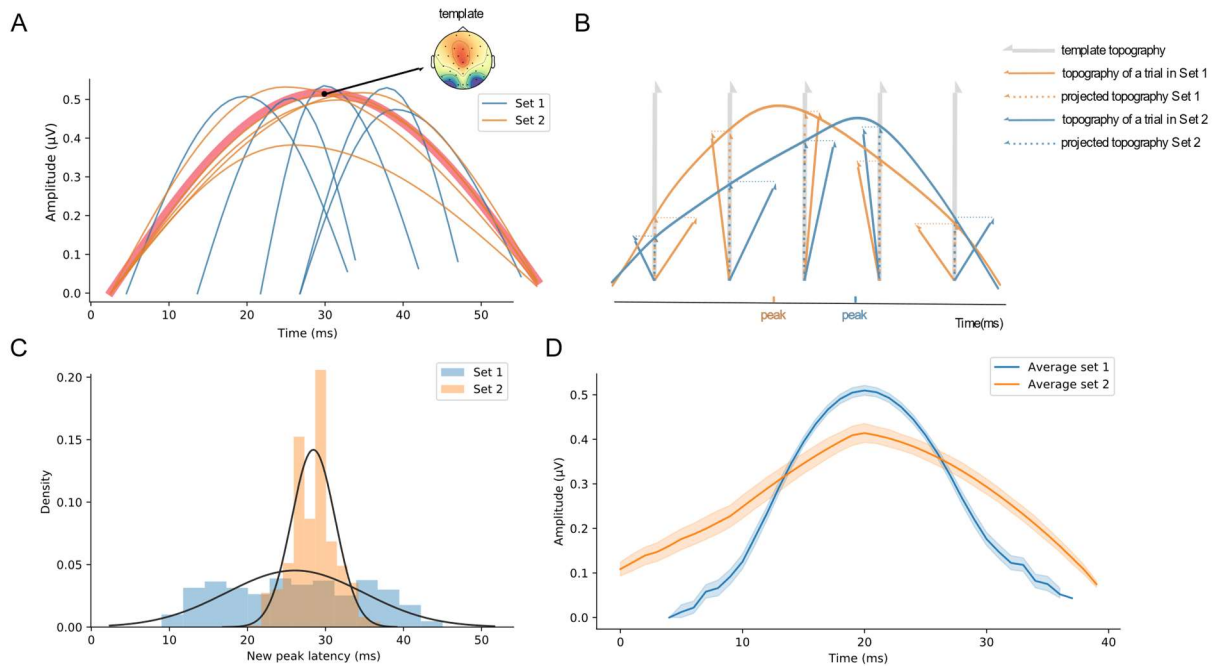 A
template
Amplitude (μV)
0.5
0.4
0.3
0.2
0.1
0.0
Set 1
Set 2
0
10
20
30
40
50
Time (ms)
B
template topography
topography of a trial in Set 1
projected topography Set 1
topography of a trial in Set 2
projected topography Set 2
peak
peak
Time(ms)
C
Density
0.20
0.15
0.10
0.05
0.00
Set 1
Set 2
0
10
20
30
40
50
New peak latency (ms)
D
Amplitude (μV)
0.5
0.4
0.3
0.2
0.1
0.0
Average set 1
Average set 2
0
10
20
30
40
Time (ms)